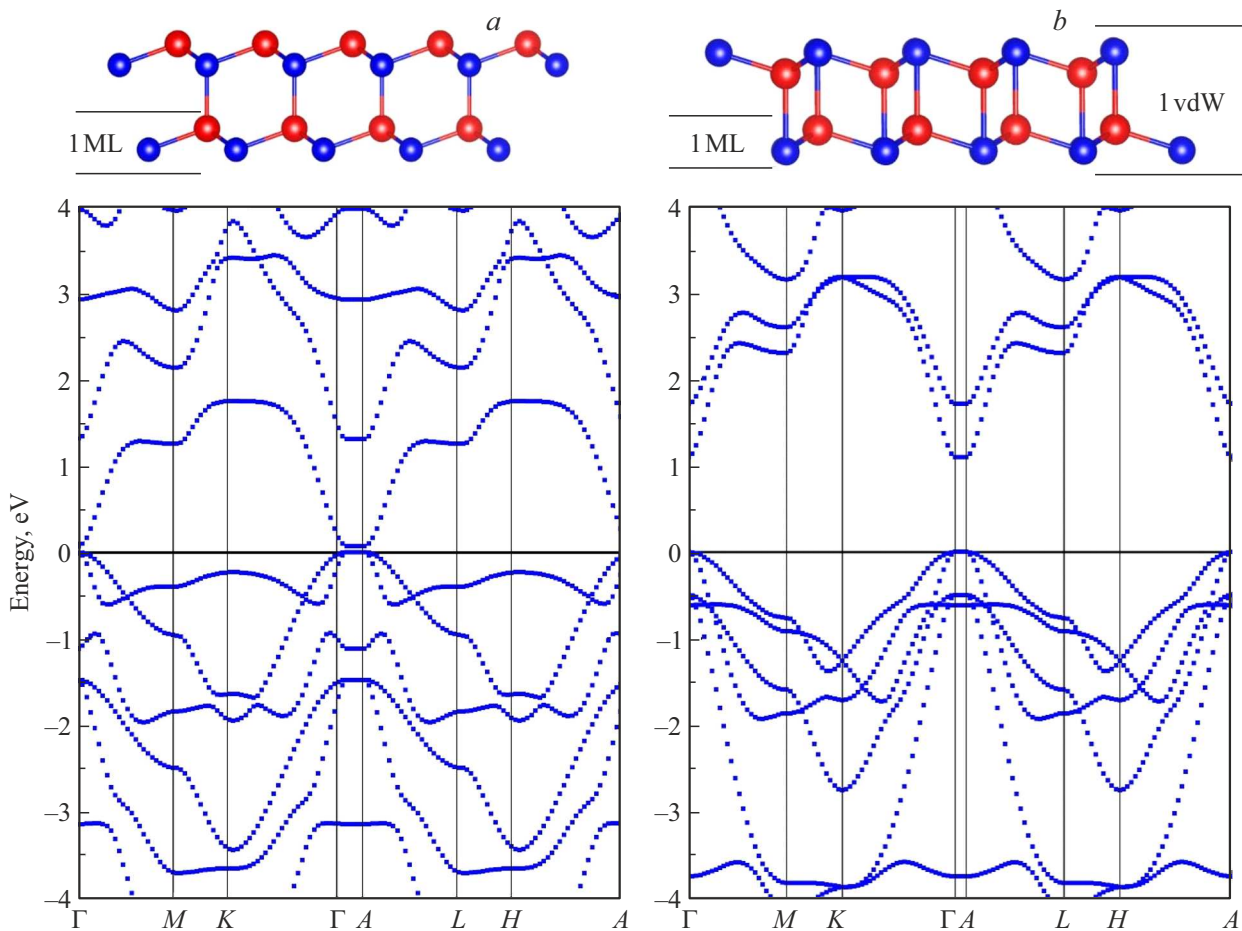 a
b
1 ML
1 ML
1 vdW
4
3
2
1
0
–1
–2
–3
–4
Energy, eV
Γ M K Γ A L H A
4
3
2
1
0
–1
–2
–3
–4
Γ M K Γ A L H A